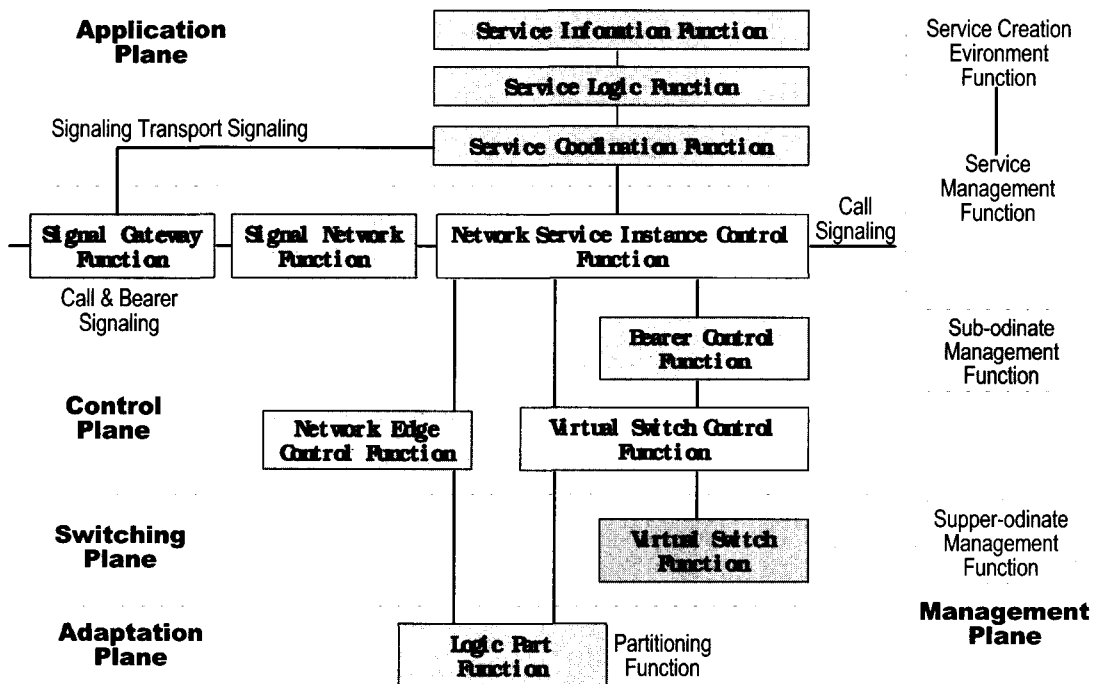 Application
Plane
Service Infomation Function
Service Creation
Evironment
Function
Service Logic Function
Signaling Transport Signaling
Service Coodination Function
Service
Management
Function
Call
Signaling
Signal Gateway
Function
Signal Network
Function
Network Service Instance Control
Function
Call & Bearer
Signaling
Bearer Control
Function
Sub-odinate
Management
Function
Control
Plane
Network Edge
Control Function
Virtual Switch Control
Function
Switching
Plane
Virtual Switch
Function
Supper-odinate
Management
Function
Adaptation
Plane
Logic Part
Function
Partitioning
Function
Management
Plane